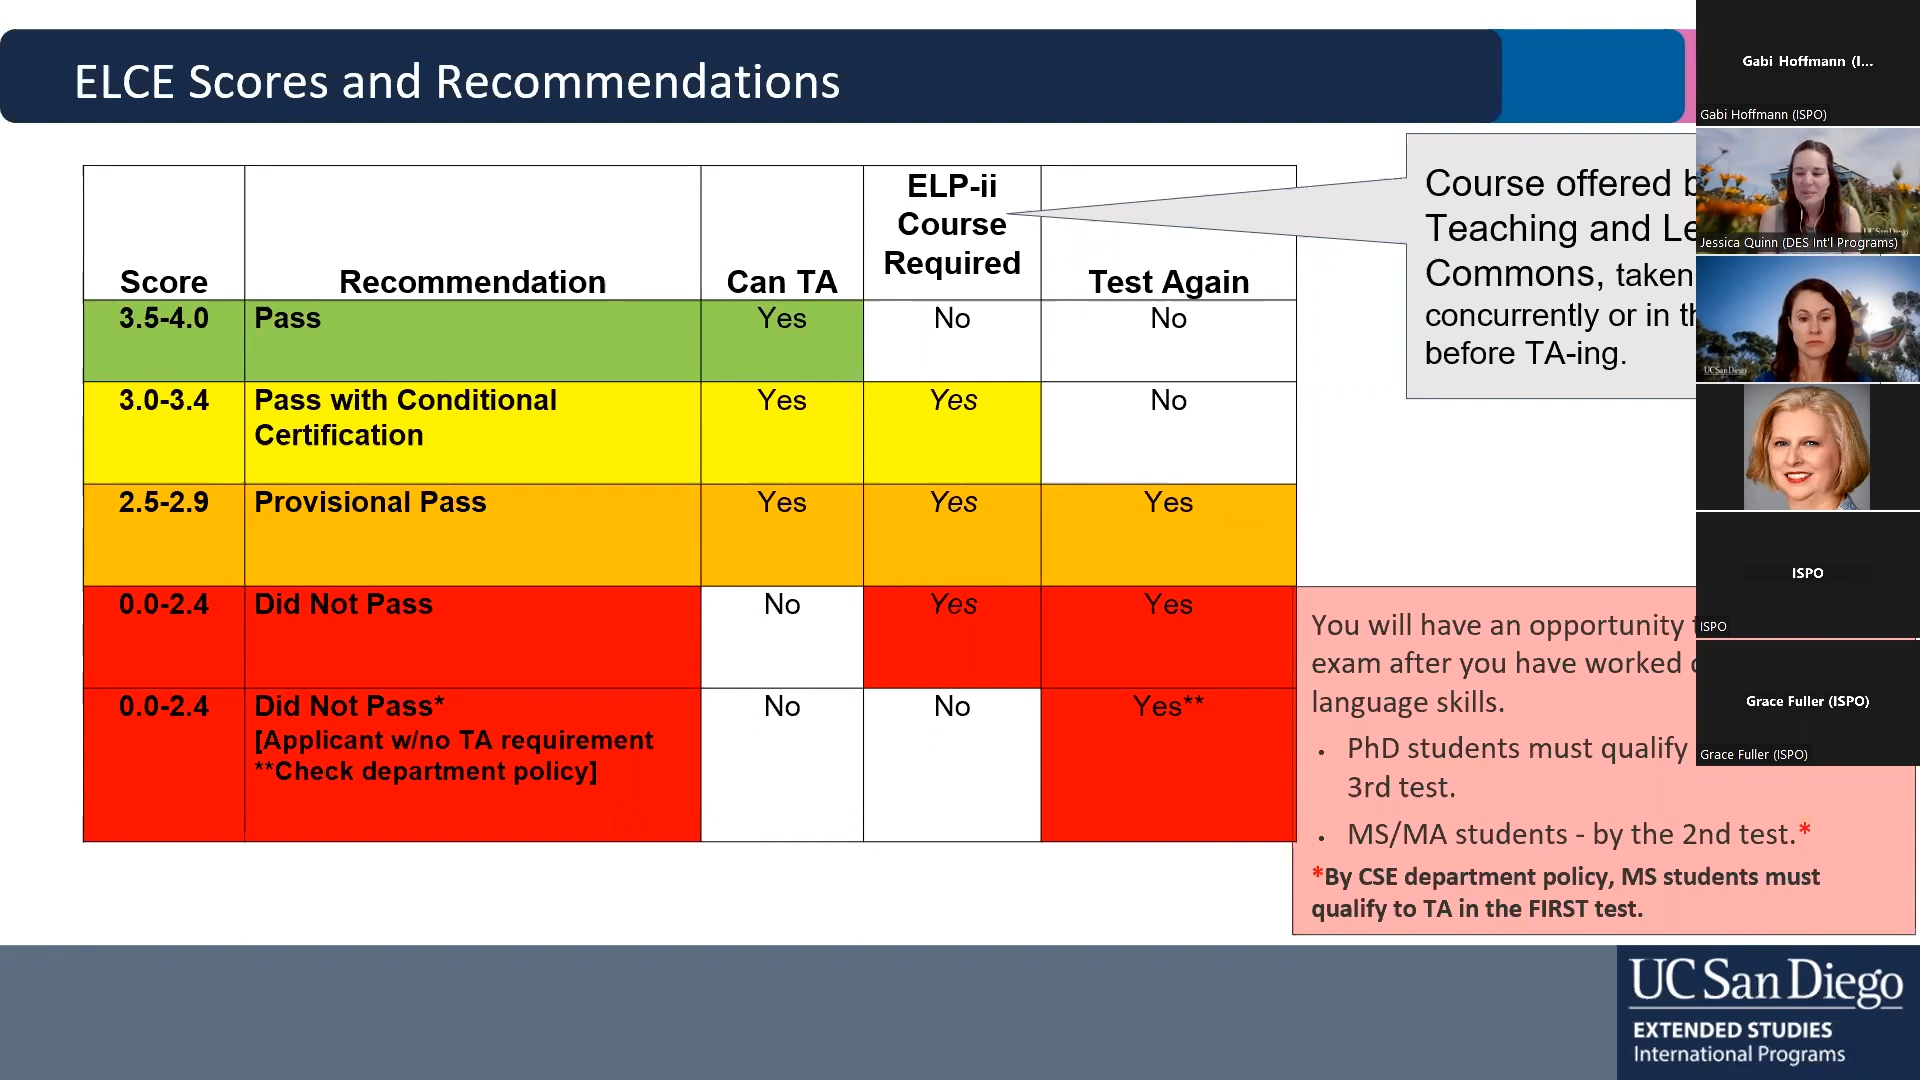 ELCE Scores and Recommendations
Score
Recommendation
Can TA
ELP-ii
Course
Required
Test Again
3.5-4.0
Pass
Yes
No
No
3.0-3.4
Pass with Conditional
Certification
Yes
Yes
No
2.5-2.9
Provisional Pass
Yes
Yes
Yes
0.0-2.4
Did Not Pass
No
Yes
Yes
0.0-2.4
Did Not Pass*
[Applicant w/no TA requirement
**Check department policy]
No
No
Yes**
Course offered
Teaching and
Commons, taken
concurrently or in
before TA-ing.
You will have an opportunity
exam after you have worked
language skills.
• PhD students must qualify
3rd test.
• MS/MA students - by the 2nd test.*
*By CSE department policy, MS students must
qualify to TA in the FIRST test.
Gabi Hoffmann (I...
Gabi Hoffmann (ISPO)
Jessica Quinn (DES Int'l Programs)
UC San Diego
ISPO
ISPO
Grace Fuller (ISPO)
Grace Fuller (ISPO)
UC San Diego
EXTENDED STUDIES
International Programs